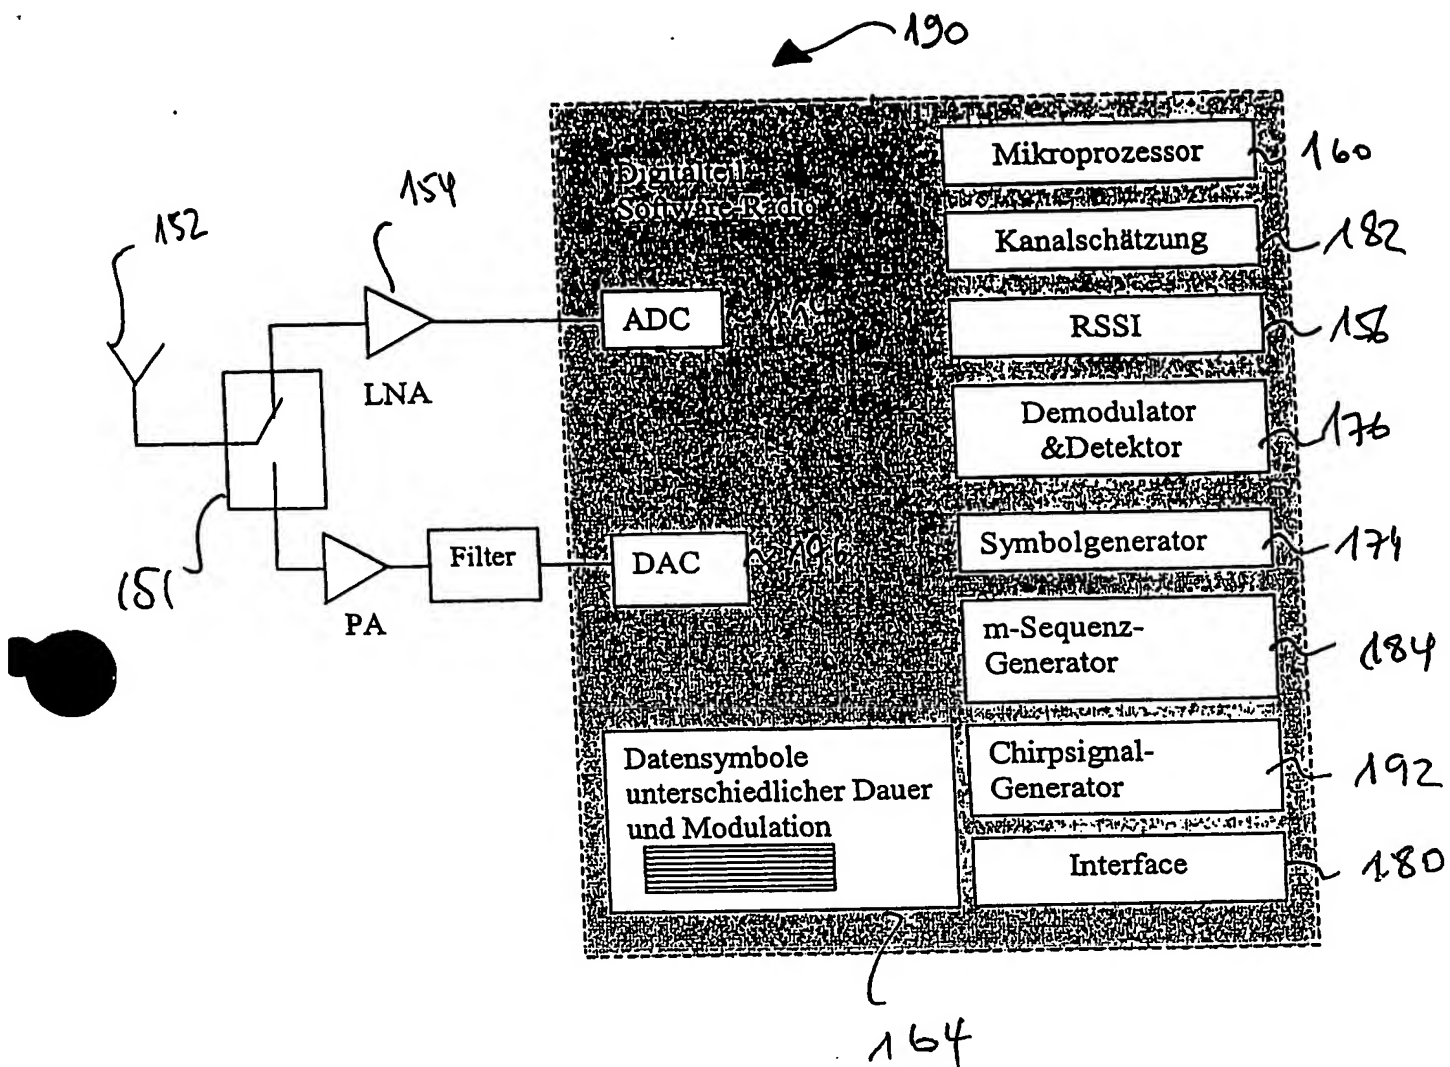 190
Digitalteil
Software-Radio
Mikroprozessor
160
Kanalschätzung
182
154
152
ADC
RSSI
156
LNA
Demodulator
&Detektor
176
151
PA
Filter
DAC
196
Symbolgenerator
174
m-Sequenz-
Generator
184
Datensymbole
unterschiedlicher Dauer
und Modulation
Chirpsignal-
Generator
192
Interface
180
164